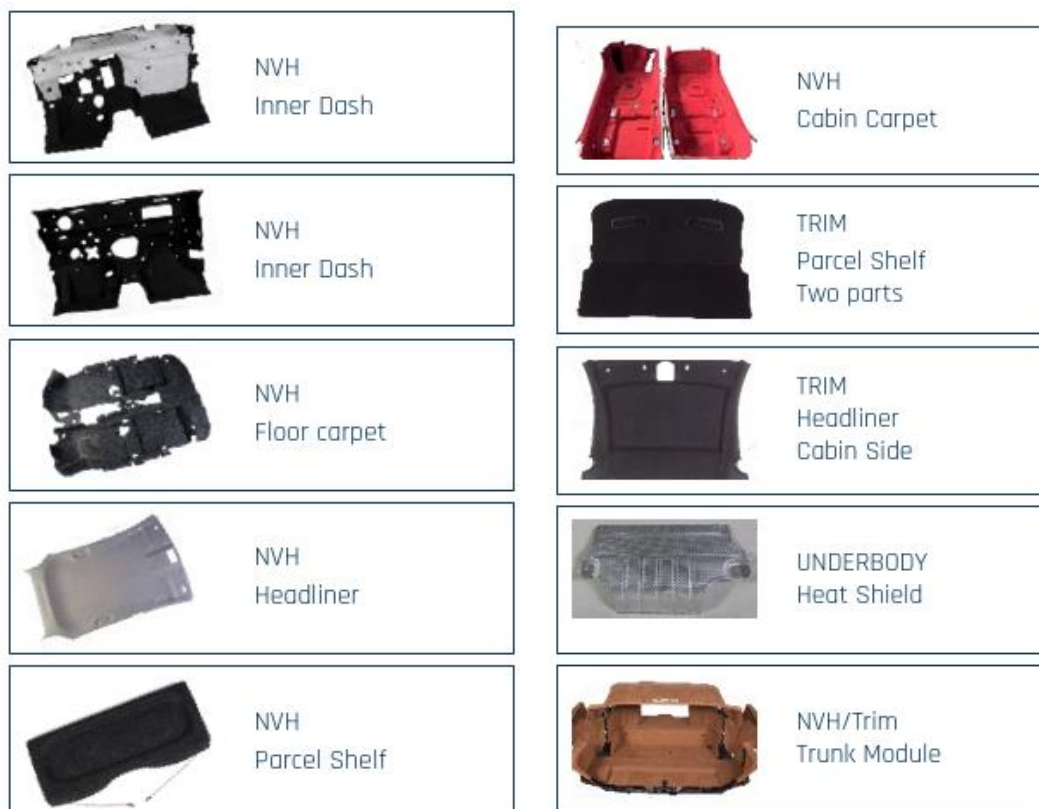 NVH
Inner Dash
NVH
Inner Dash
NVH
Floor carpet
NVH
Headliner
NVH
Parcel Shelf
NVH
Cabin Carpet
TRIM
Parcel Shelf
Two parts
TRIM
Headliner
Cabin Side
UNDERBODY
Heat Shield
NVH/Trim
Trunk Module